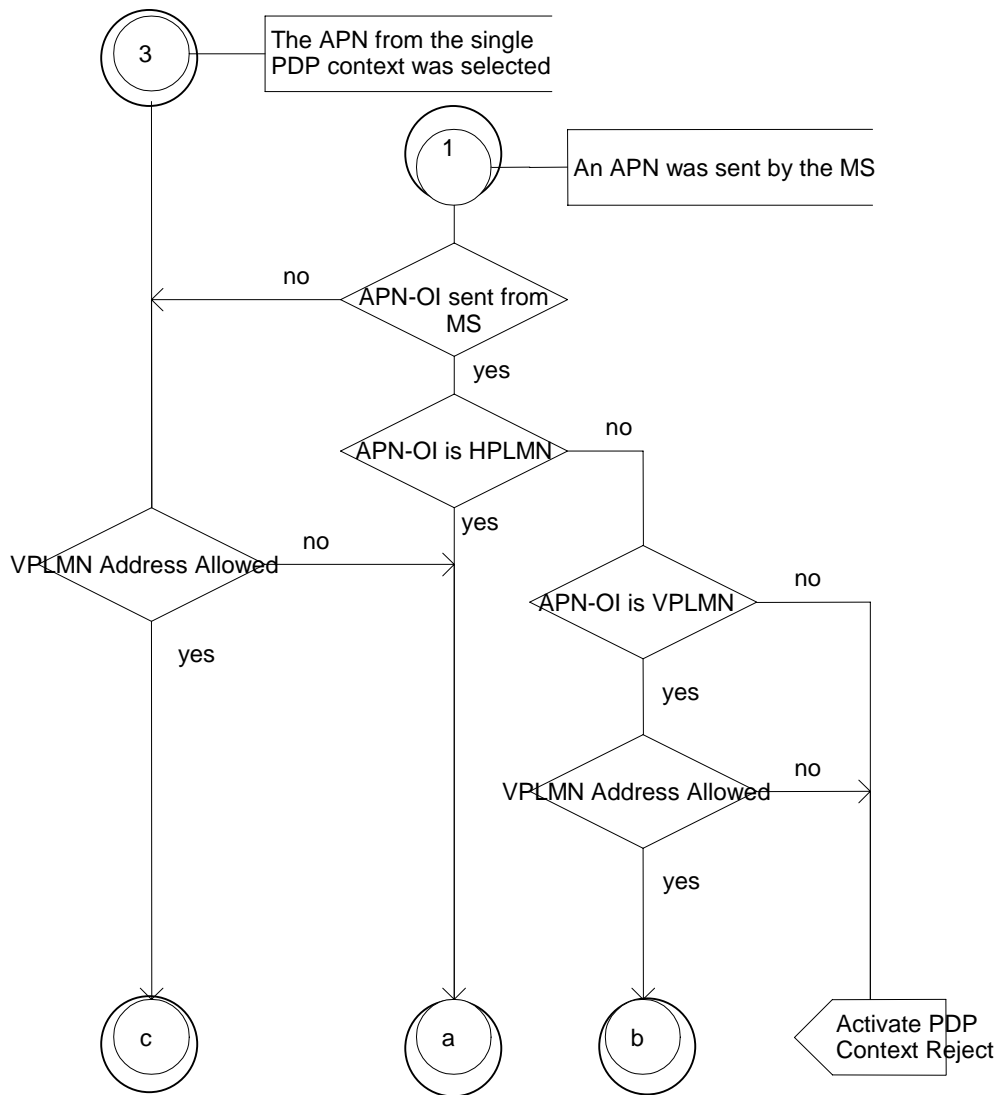 3
The APN from the single
PDP context was selected
1
An APN was sent by the MS
no
APN-OI sent from
MS
yes
no
APN-OI is HPLMN
yes
no
VPLMN Address Allowed
no
APN-OI is VPLMN
yes
yes
no
VPLMN Address Allowed
yes
c
a
b
Activate PDP
Context Reject